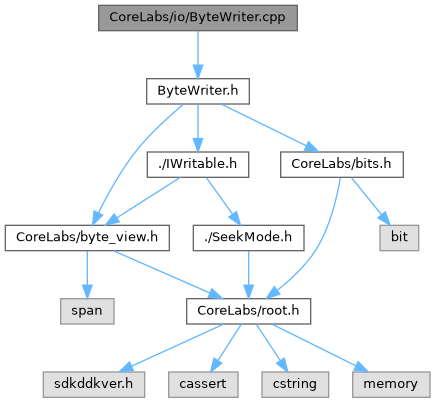 CoreLabs/io/ByteWriter.cpp
ByteWriter.h
./IWritable.h
CoreLabs/bits.h
CoreLabs/byte_view.h
./SeekMode.h
bit
span
CoreLabs/root.h
sdkddkver.h
cassert
cstring
memory